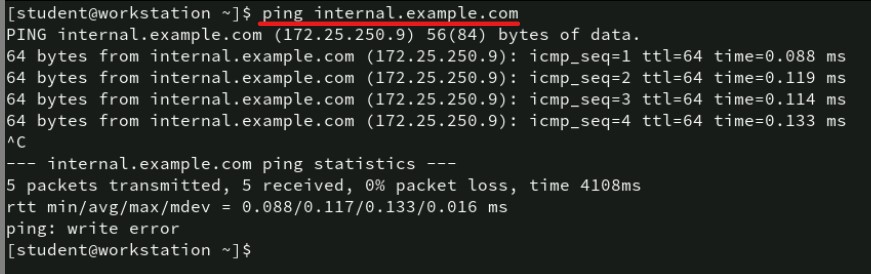 [student@workstation ~]$ ping internal.example.com
PING internal.example.com (172.25.250.9) 56(84) bytes of data.
64 bytes from internal.example.com (172.25.250.9): icmp_seq=1 ttl=64 time=0.088 ms
64 bytes from internal.example.com (172.25.250.9): icmp_seq=2 ttl=64 time=0.119 ms
64 bytes from internal.example.com (172.25.250.9): icmp_seq=3 ttl=64 time=0.114 ms
64 bytes from internal.example.com (172.25.250.9): icmp_seq=4 ttl=64 time=0.133 ms
^C
--- internal.example.com ping statistics ---
5 packets transmitted, 5 received, 0% packet loss, time 4108ms
rtt min/avg/max/mdev = 0.088/0.117/0.133/0.016 ms
ping: write error
[student@workstation ~]$